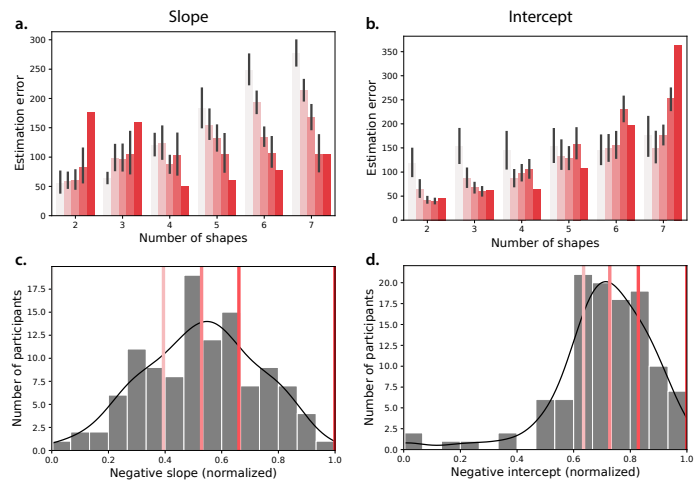 Slope
Intercept
a.
b.
300
250
200
150
100
50
0
Estimation error
2 3 4 5 6 7
Number of shapes
350
300
250
200
150
100
50
0
Estimation error
2 3 4 5 6 7
Number of shapes
c.
d.
17.5
15.0
12.5
10.0
7.5
5.0
2.5
0.0
Number of participants
0.0 0.2 0.4 0.6 0.8 1.0
Negative slope (normalized)
20.0
17.5
15.0
12.5
10.0
7.5
5.0
2.5
0.0
Number of participants
0.0 0.2 0.4 0.6 0.8 1.0
Negative intercept (normalized)